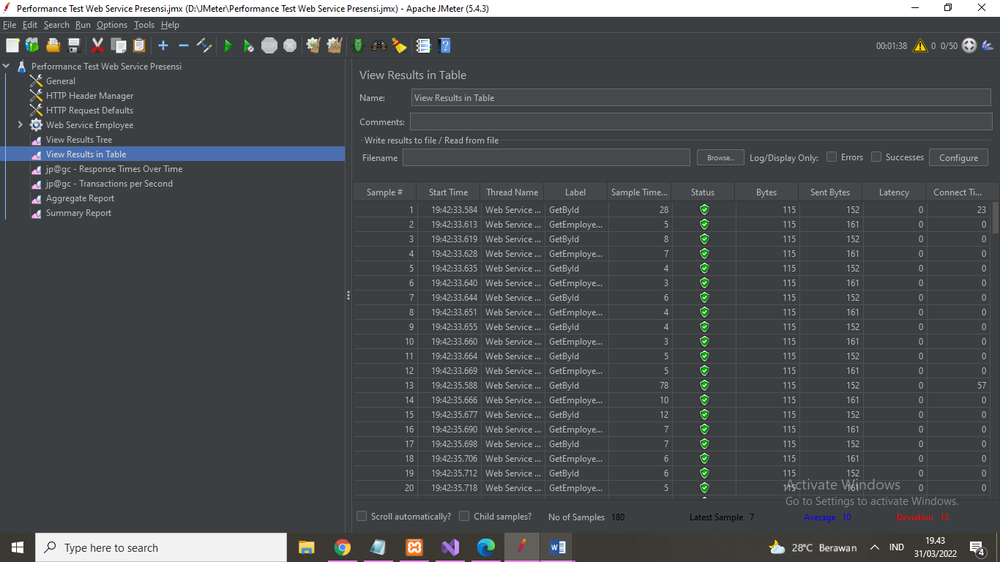 Performance Test Web Service Presensi.jmx (D:\JMeter\Performance Test Web Service Presensi.jmx) - Apache JMeter (5.4.3)
File Edit Search Run Options Tools Help
STOP 00:01:38 0 0/50
Performance Test Web Service Presensi
General
HTTP Header Manager
HTTP Request Defaults
Web Service Employee
View Results Tree
View Results in Table
jp@gc - Response Times Over Time
jp@gc - Transactions per Second
Aggregate Report
Summary Report
View Results in Table
Name: View Results in Table
Comments:
Write results to file / Read from file
Filename Browse... Log/Display Only: Errors Successes Configure
Sample # Start Time Thread Name Label Sample Time... Status Bytes Sent Bytes Latency Connect Ti...
1 19:42:33.584 Web Service ... GetById 28 115 152 0 23
2 19:42:33.613 Web Service ... GetEmploye... 5 115 161 0 0
3 19:42:33.619 Web Service ... GetById 8 115 152 0 0
4 19:42:33.628 Web Service ... GetEmploye... 7 115 161 0 0
5 19:42:33.635 Web Service ... GetById 4 115 152 0 0
6 19:42:33.640 Web Service ... GetEmploye... 3 115 161 0 0
7 19:42:33.644 Web Service ... GetById 6 115 152 0 0
8 19:42:33.651 Web Service ... GetEmploye... 4 115 161 0 0
9 19:42:33.655 Web Service ... GetById 4 115 152 0 0
10 19:42:33.660 Web Service ... GetEmploye... 3 115 161 0 0
11 19:42:33.664 Web Service ... GetById 5 115 152 0 0
12 19:42:33.669 Web Service ... GetEmploye... 5 115 161 0 0
13 19:42:35.588 Web Service ... GetById 78 115 152 0 57
14 19:42:35.666 Web Service ... GetEmploye... 10 115 161 0 0
15 19:42:35.677 Web Service ... GetById 12 115 152 0 0
16 19:42:35.690 Web Service ... GetEmploye... 7 115 161 0 0
17 19:42:35.698 Web Service ... GetById 7 115 152 0 0
18 19:42:35.706 Web Service ... GetEmploye... 6 115 161 0 0
19 19:42:35.712 Web Service ... GetById 6 115 152 0 0
20 19:42:35.718 Web Service ... GetEmploye... 5 115 161 0 0
Activate Windows
Go to Settings to activate Windows.
Scroll automatically? Child samples? No of Samples 180 Latest Sample 7 Average 10 Deviation 13
Type here to search 28°C Berawan IND 19.43
31/03/2022 4